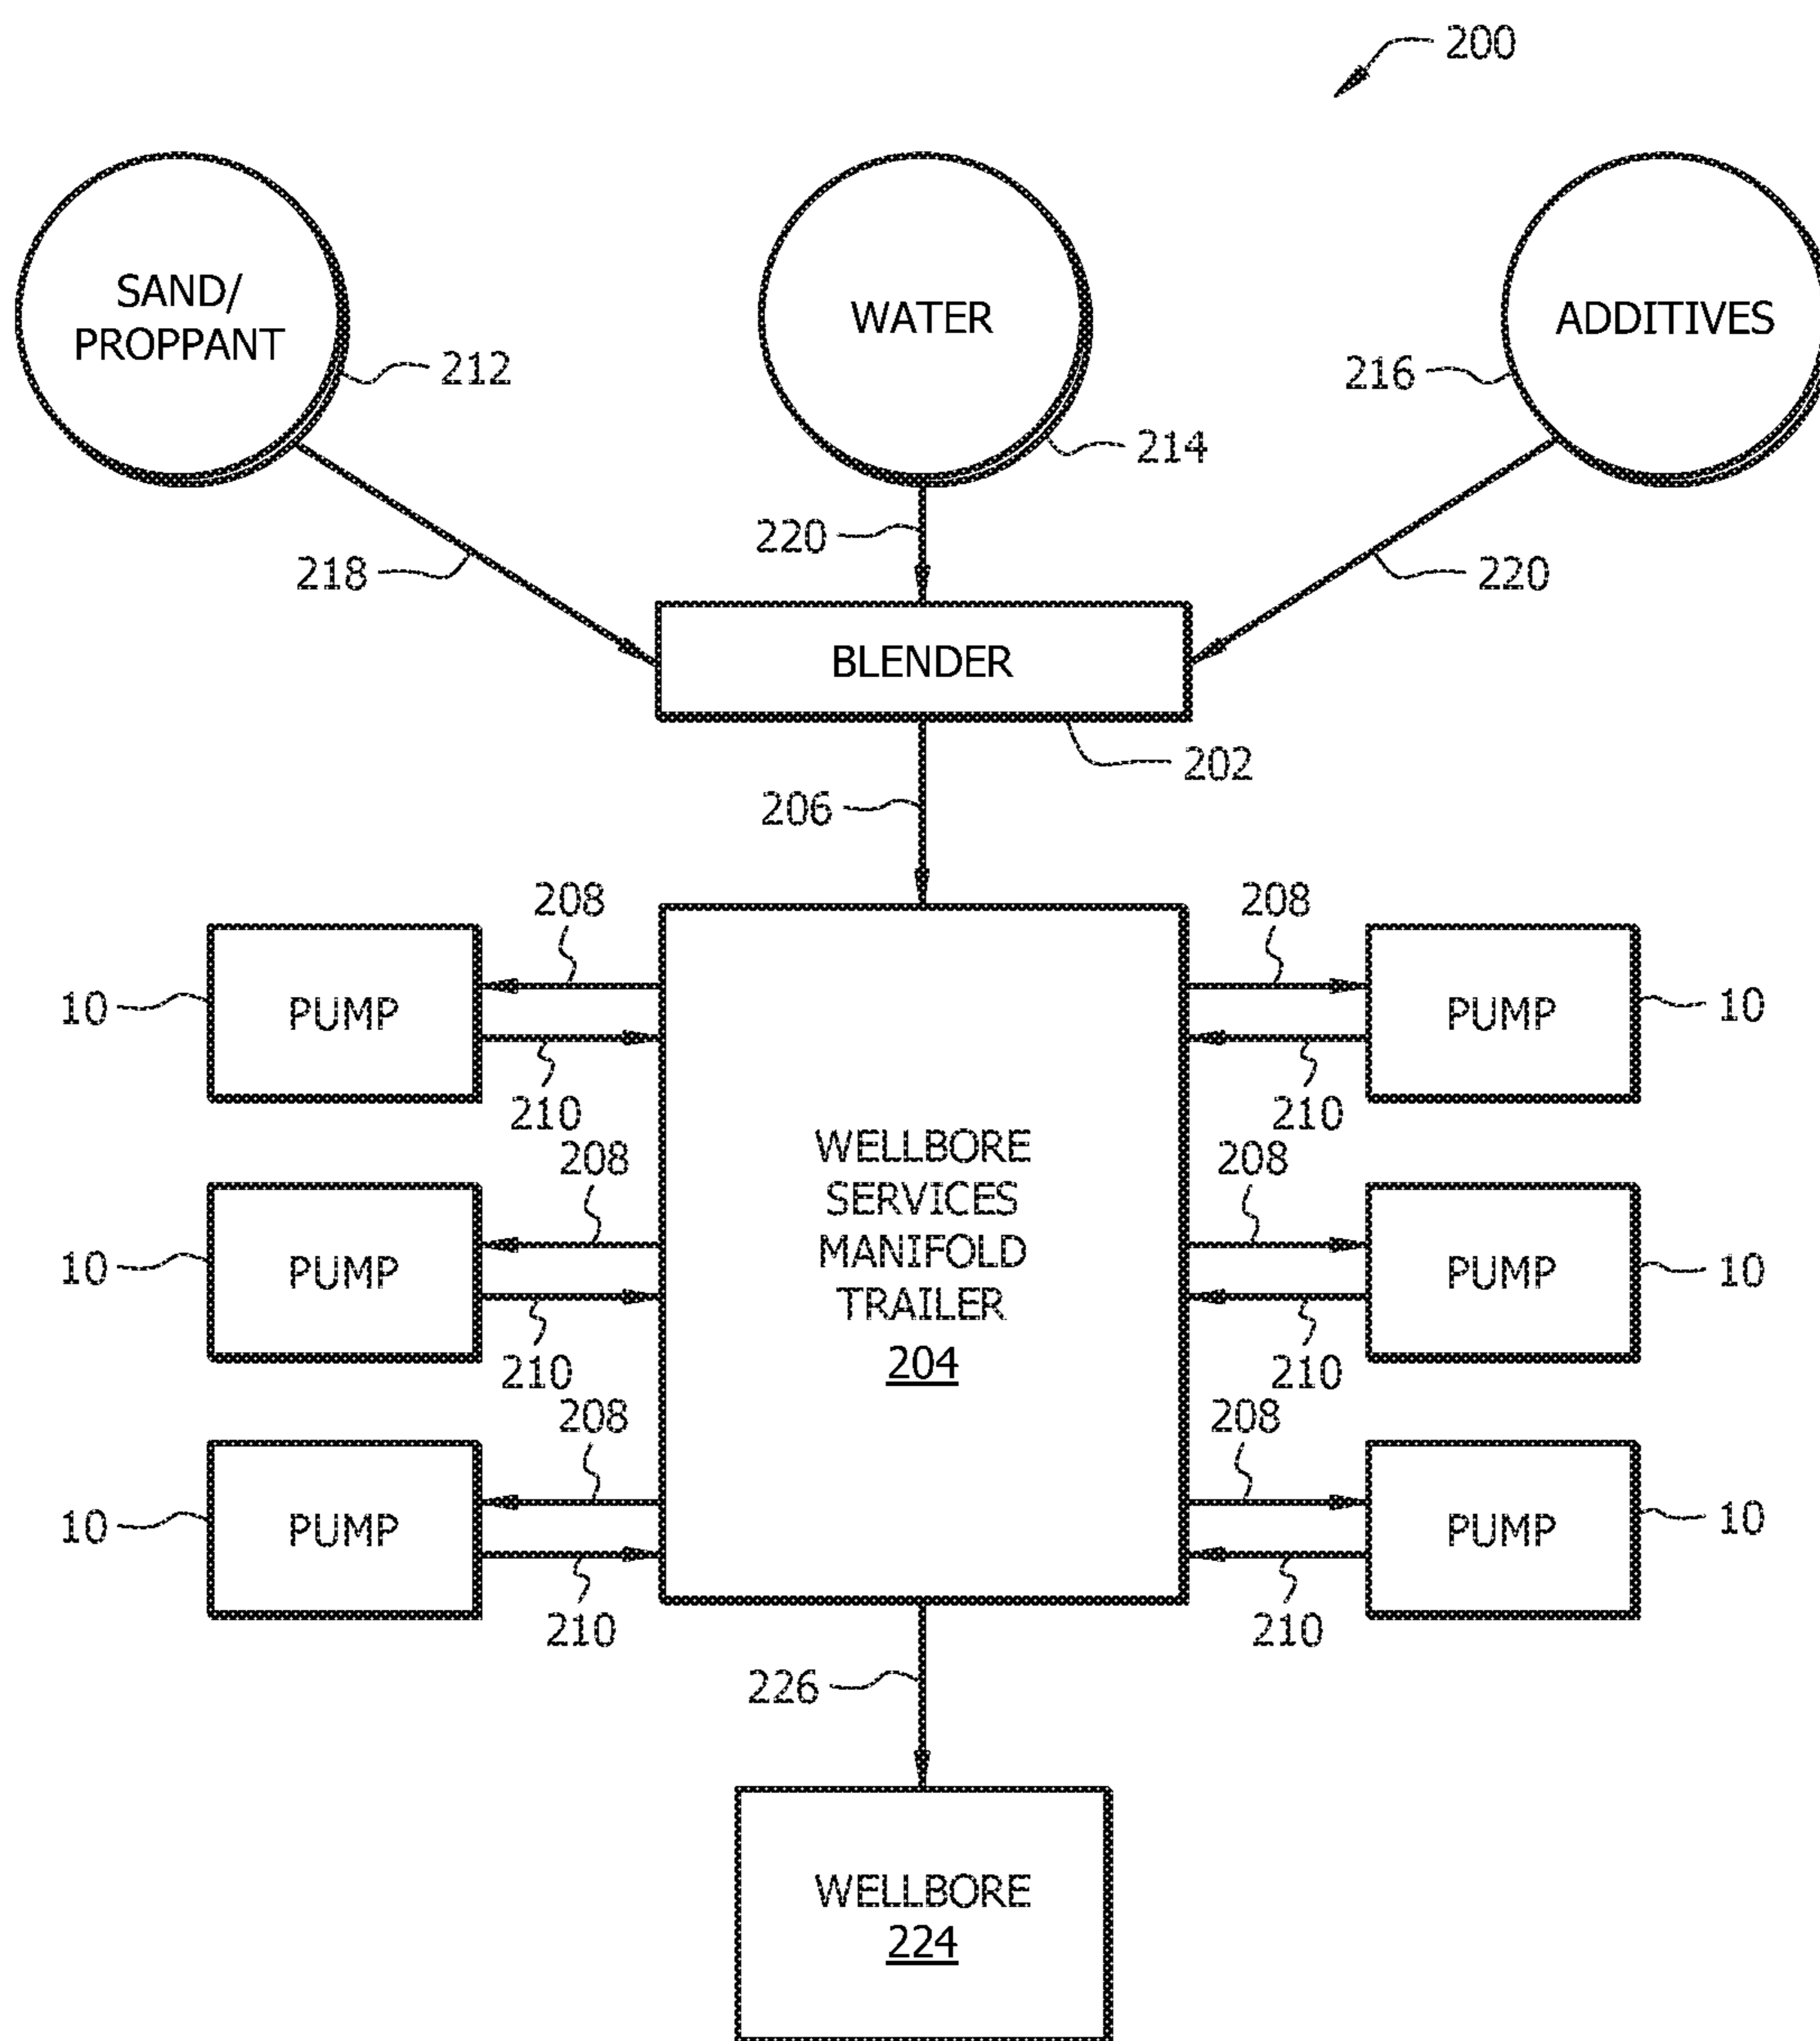 200
SAND/
PROPPANT
WATER
ADDITIVES
212
216
214
220
218
220
BLENDER
202
206
208
208
10
PUMP
PUMP
10
210
210
WELLBORE
SERVICES
MANIFOLD
TRAILER
204
208
208
10
PUMP
PUMP
10
210
210
208
208
10
PUMP
PUMP
10
210
210
226
WELLBORE
224